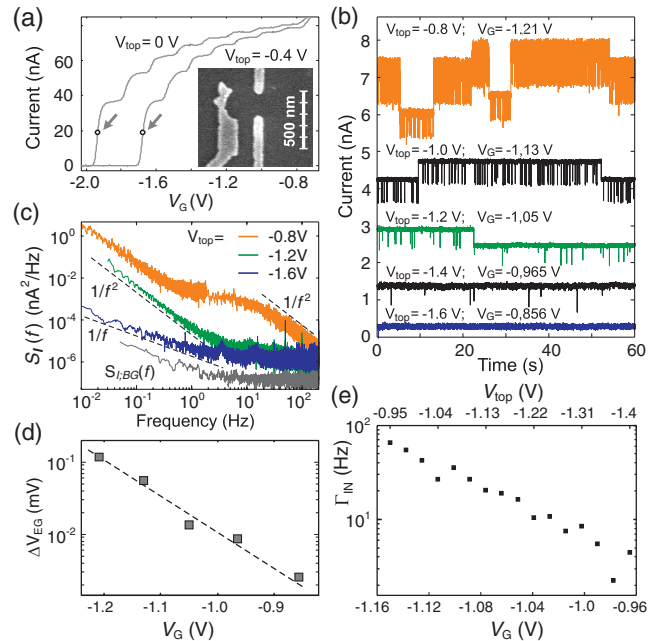 (a)
80
60
40
20
0
Current (nA)
V_top = 0 V
V_top = -0.4 V
500 nm
-2.0 -1.6 -1.2 -0.8
V_G (V)
(b)
8
7
6
5
4
3
2
1
0
Current (nA)
V_top = -0.8 V; V_G = -1,21
V_top = -1.0 V; V_G = -1,13
V_top = -1.2 V; V_G = -1,05
V_top = -1.4 V; V_G = -0,965
V_top = -1.6 V; V_G = -0,856
0 20 40 60
Time (s)
(c)
V_top = -0.8V
-1.2V
-1.6V
10^0
10^-2
10^-4
10^-6
S_I(f) (nA^2/Hz)
1/f^2
1/f^2
1/f
S_I;BG(f)
10^-2 10^-1 10^0 10^1 10^2
Frequency (Hz)
(d)
10^-1
10^-2
ΔV_EG (mV)
-1.2 -1.1 -1.0 -0.9
V_G (V)
(e)
V_top (V)
-0.95 -1.04 -1.13 -1.22 -1.31 -1.4
10^2
10^1
Γ_IN (Hz)
-1.16 -1.12 -1.08 -1.04 -1.0 -0.96
V_G (V)